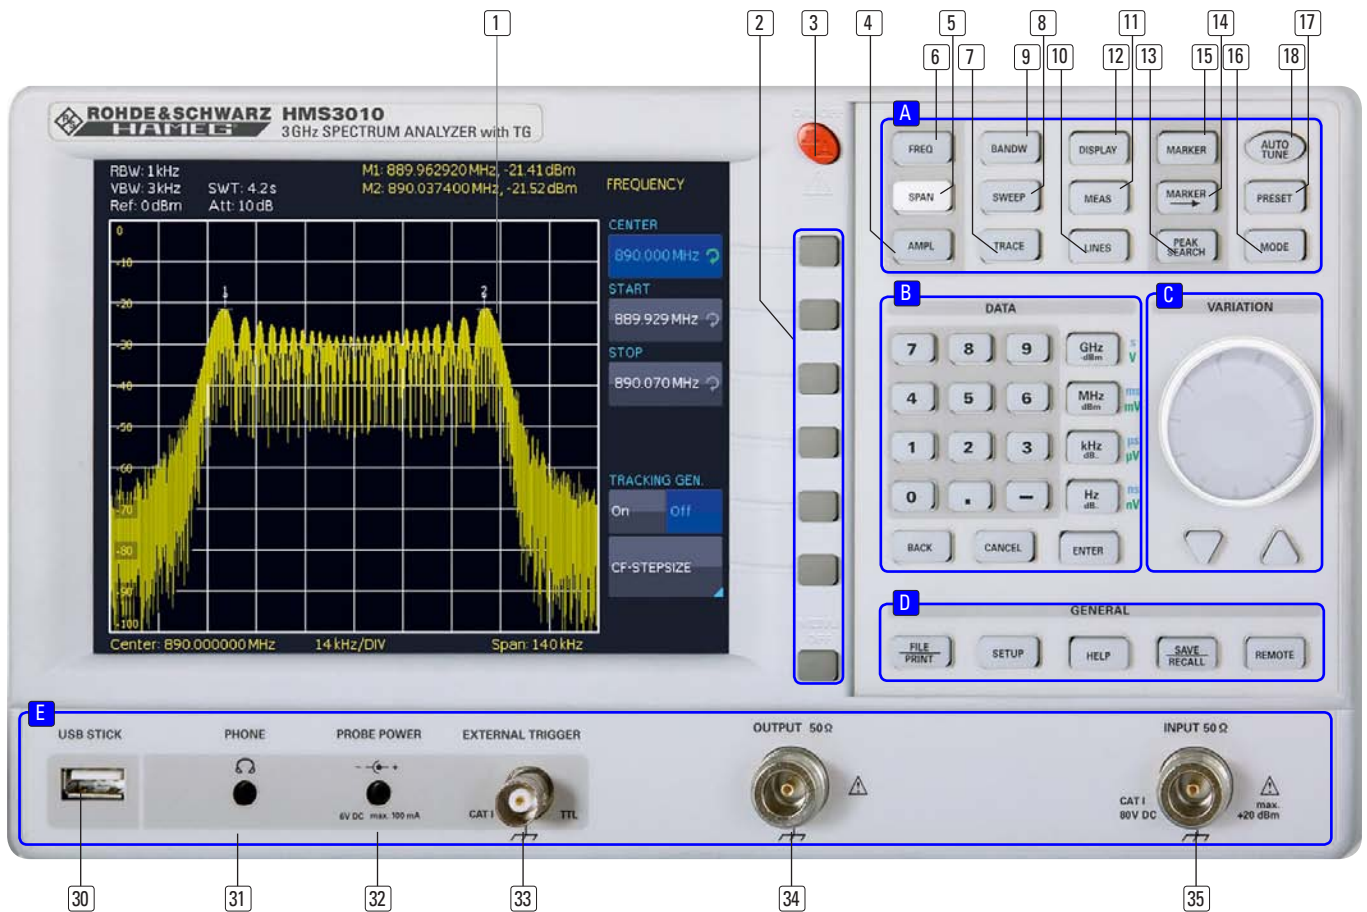 1
2
3
4
5
8
11
14
17
6
7
9
10
12
13
15
16
18
ROHDE&SCHWARZ HMS3010
HAMEG 3GHz SPECTRUM ANALYZER with TG
RBW: 1kHz
VBW: 3kHz SWT: 4.2s
Ref: 0dBm Att: 10dB
M1: 889.962920MHz, -21.41dBm
M2: 890.037400MHz, -21.52dBm
FREQUENCY
CENTER
890.000MHz
START
889.929MHz
STOP
890.070MHz
TRACKING GEN.
On Off
CF-STEPSIZE
0
-10
-20
-30
-40
-50
-60
-70
-80
-90
-100
1
2
Center: 890.000000MHz 14kHz/DIV Span: 140kHz
A
FREQ BANDW DISPLAY MARKER AUTO TUNE
SPAN SWEEP MEAS MARKER PRESET
AMPL TRACE LINES PEAK SEARCH MODE
B
DATA
7 8 9 GHz -dBm s V
4 5 6 MHz dBm ms mV
1 2 3 kHz dB.. µs µV
0 . – Hz dB.. ns nV
BACK CANCEL ENTER
C
VARIATION
D
GENERAL
FILE PRINT SETUP HELP SAVE RECALL REMOTE
E
USB STICK
PHONE
PROBE POWER
6V DC max. 100 mA
EXTERNAL TRIGGER
CAT I TTL
OUTPUT 50Ω
INPUT 50Ω
CAT I
80V DC
max.
+20 dBm
30
31
32
33
34
35